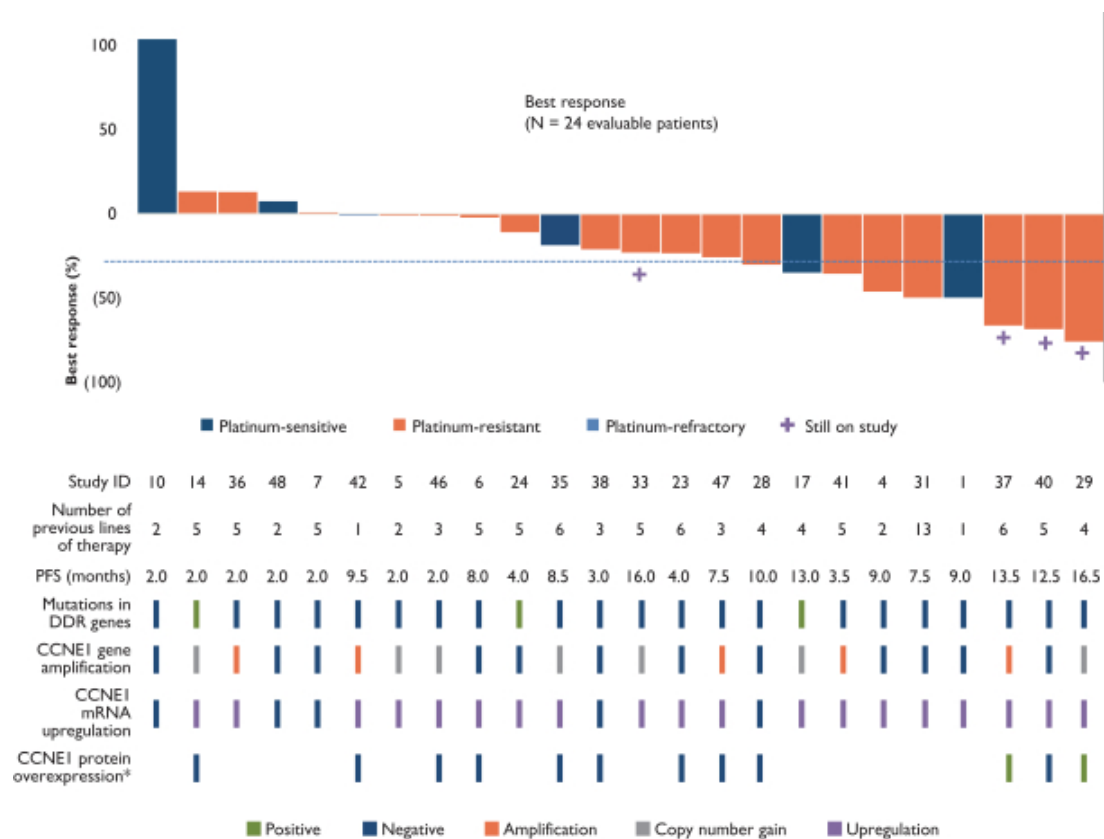 100
Best response
(N = 24 evaluable patients)
50
0
(50)
(100)
Best response (%)
Platinum-sensitive Platinum-resistant Platinum-refractory Still on study
Study ID 10 14 36 48 7 42 5 46 6 24 35 38 33 23 47 28 17 41 4 31 1 37 40 29
Number of
previous lines
of therapy
2 5 5 2 5 1 2 3 5 5 6 3 5 6 3 4 4 5 2 13 1 6 5 4
PFS (months) 2.0 2.0 2.0 2.0 2.0 9.5 2.0 2.0 8.0 4.0 8.5 3.0 16.0 4.0 7.5 10.0 13.0 3.5 9.0 7.5 9.0 13.5 12.5 16.5
Mutations in
DDR genes
CCNE1 gene
amplification
CCNE1
mRNA
upregulation
CCNE1 protein
overexpression*
Positive Negative Amplification Copy number gain Upregulation